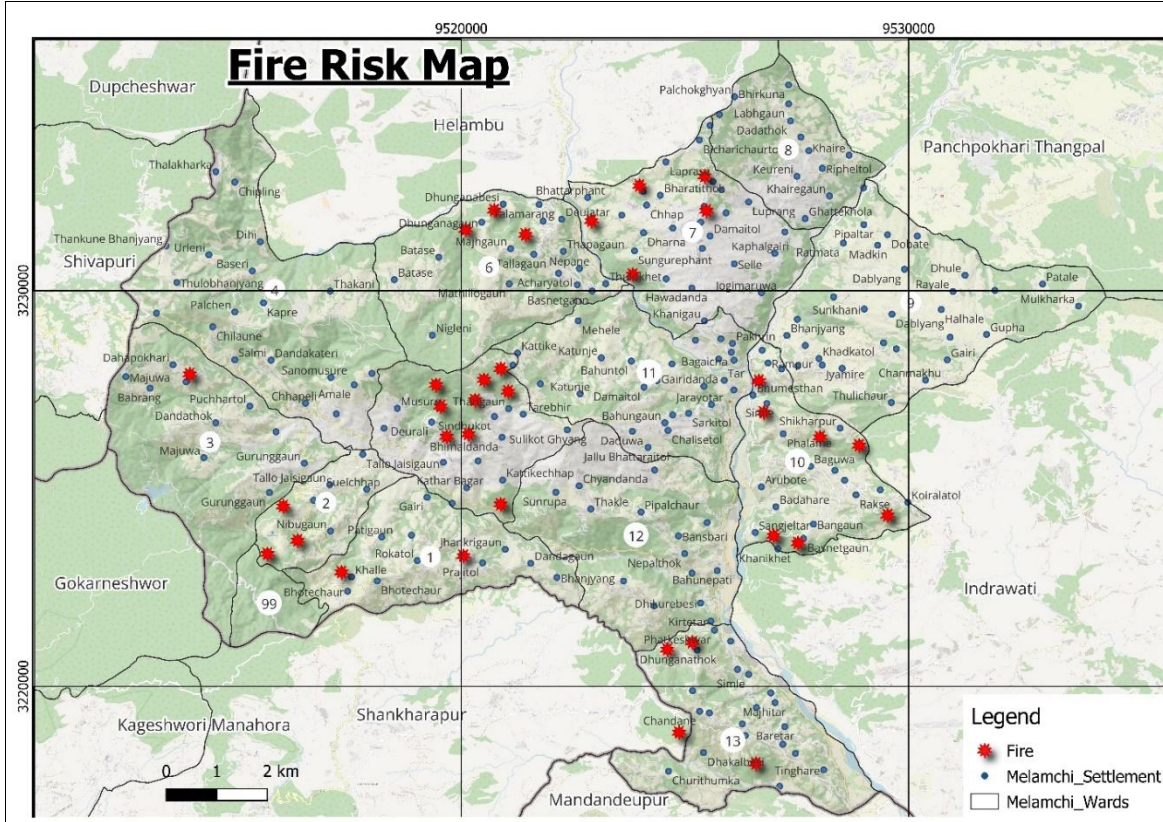 9520000
9530000
Fire Risk Map
Dupcheshwar
Helambu
Palchokghyan
Bhirkuna
Labhgaun
Dadathok
Bicharichaurto
8
Khaire
Panchpokhari Thangpal
Thalakharka
Chipling
Laprasi
Keureni
Ripheltol
Dhunganabesi
Bhattarphant
Bharatithok
Khairegaun
Talamarang
Deujatar
Chhap
Luprang
Ghattekhola
Dhunganagaun
Thankune Bhanjyang
Dihi
Majhgaun
7
Damaitol
Pipaltar
Dobate
Urleni
Batase
Thapagaun
Dharna
Kaphalgairi
Madkin
Shivapuri
Baseri
6
Tallagaun
Nepane
Sungurephant
Ratmata
Selle
Dhule
Batase
Acharyatol
Dablyang
Patale
Thulobhanjyang
4
Thakani
Mathillogaun
Jogimaruwa
Rayale
3230000
Palchen
Kapre
Basnetgaun
Hawadanda
9
Mulkharka
Khanigau
Sunkhani
Halhale
Chilaune
Nigleni
Mehele
Bhanjyang
Dablyang
Gupha
Salmi
Dandakateri
Kattike
Katunje
Pakhrin
Khadkatol
Gairi
Dahapokhari
Sanomusure
Bahuntol
11
Bagaicha
Rampur
Jyamire
Majuwa
Katunje
Gairidanda
Tar
Chanmakhu
Babrang
Puchhartol
Chhapeli
Amale
Musure
Damaitol
Jarayotar
Bhumesthan
Thulichaur
Dandathok
Tarebhir
Bahungaun
Sarkitol
Shikharpur
3
Deurali
Sindhukot
Sulikot Ghyang
Daduwa
Chalisetol
Phalame
Majuwa
Gurunggaun
Bhimaldanda
Jallu Bhattaraitol
10
Baguwa
Tallo Jaisigaun
Kattikechhap
Chyandanda
Arubote
Tallo Jaisigaun
Kathar Bagar
Rakse
Koiralatol
Gurunggaun
2
Gairi
Sunrupa
Thakle
Pipalchaur
Badahare
Nibugaun
Patigaun
12
Bansbari
Sangjeltar
Bangaun
Rokatol
1
Jhankrigaun
Basnetgaun
Prajitol
Dandagaun
Khanikhet
Gokarneshwor
Khalle
Bhanjyang
Nepalthok
Bahunepati
Indrawati
99
Bhotechaur
Bhotechaur
Dhikurebesi
Kirtetar
Phatkeshwar
Dhunganathok
3220000
Simle
Kageshwori Manahora
Shankharapur
Chandane
Majhitar
Legend
13
Baretar
Fire
0 1 2 km
Tinghare
Melamchi_Settlement
Churithumka
Mandandeupur
Melamchi_Wards